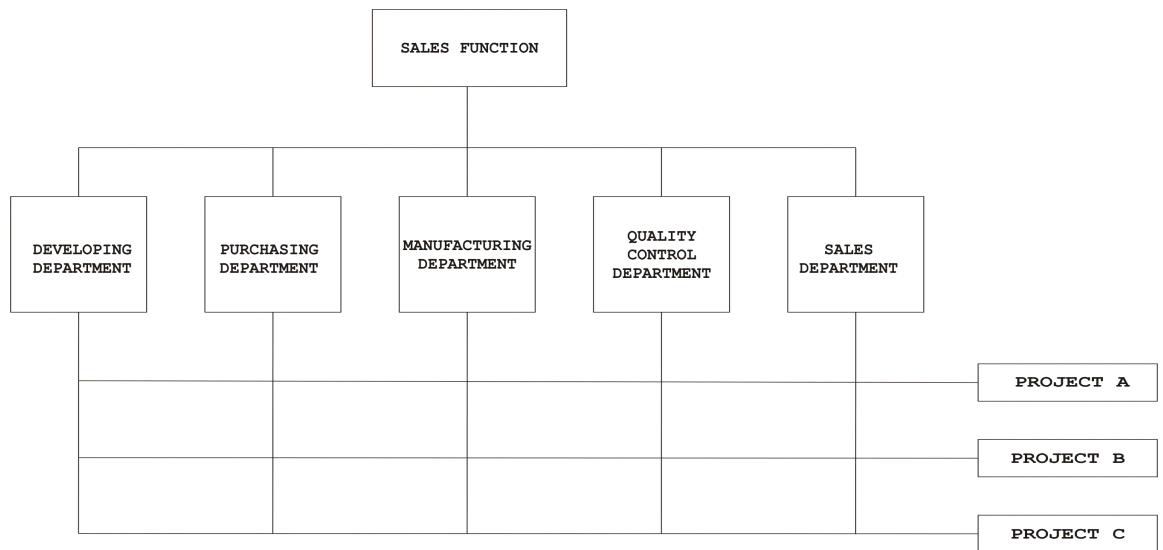 SALES FUNCTION
DEVELOPING
DEPARTMENT
PURCHASING
DEPARTMENT
MANUFACTURING
DEPARTMENT
QUALITY
CONTROL
DEPARTMENT
SALES
DEPARTMENT
PROJECT A
PROJECT B
PROJECT C